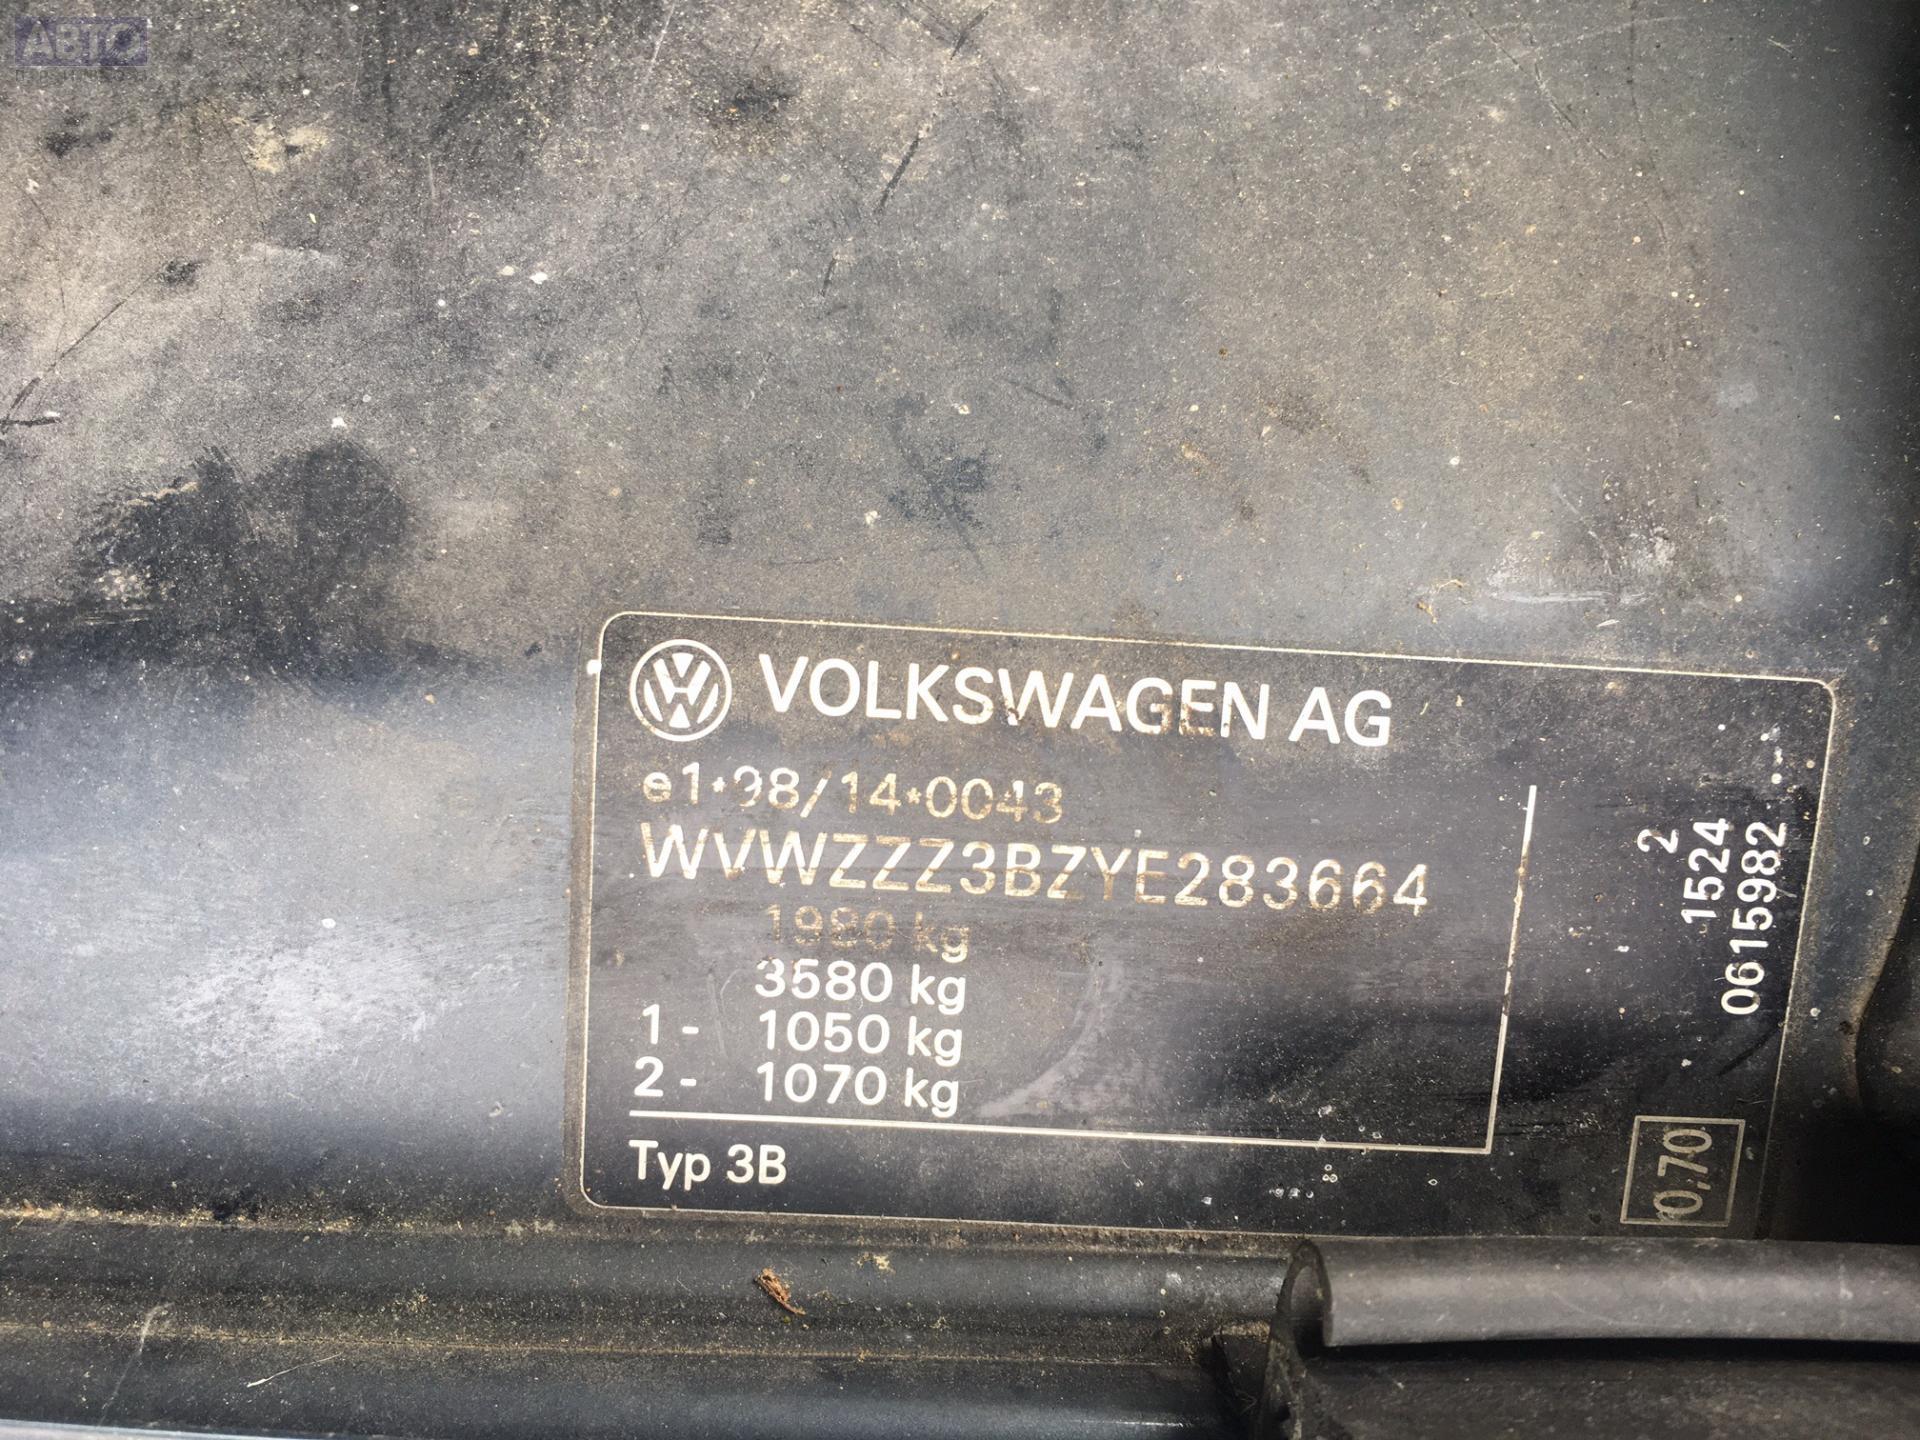 АВТО
VOLKSWAGEN AG
e1*98/14*0043
WVWZZZ3BZYE283664
1980 kg
3580 kg
1- 1050 kg
2- 1070 kg
Typ 3B
2
1524
0615982
0,70